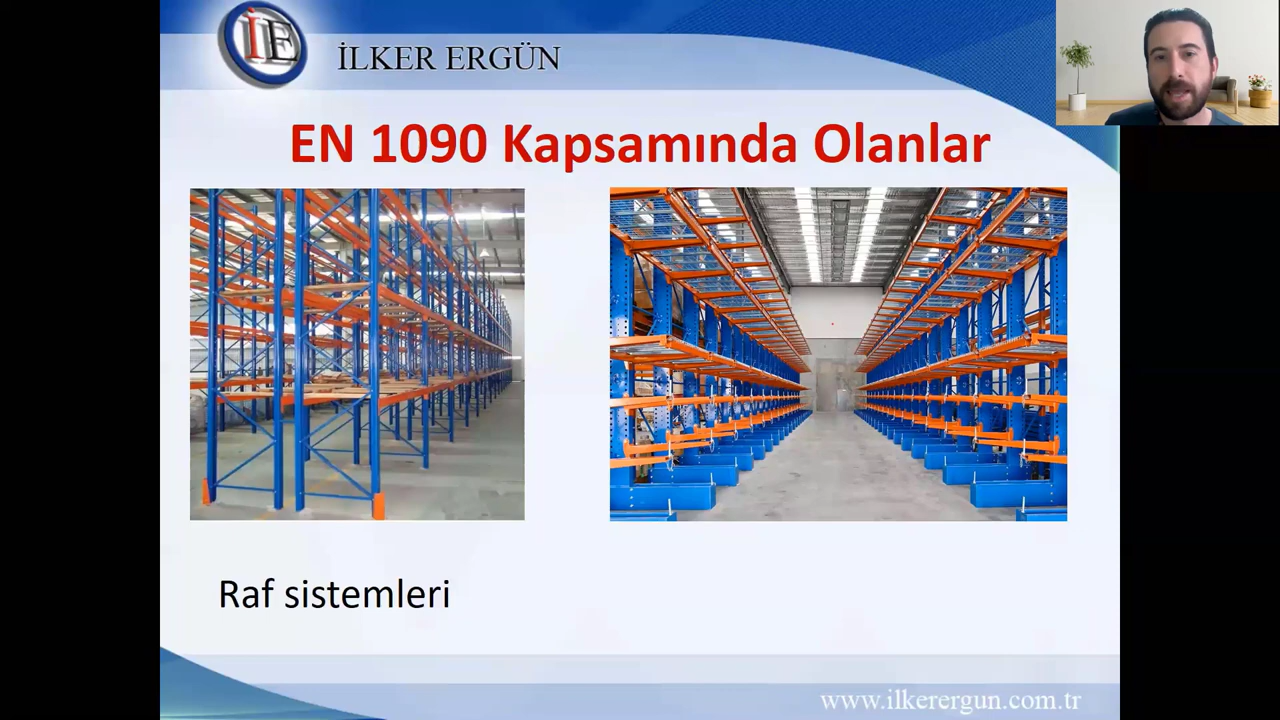 İE
İLKER ERGÜN
EN 1090 Kapsamında Olanlar
Raf sistemleri
www.ilkerergun.com.tr